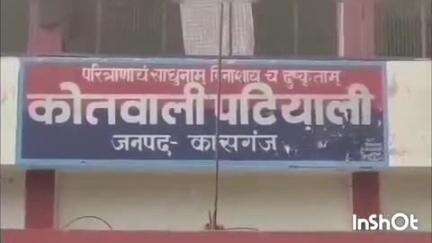 परित्राणाय साधुनाम् विनाशाय च दुष्कृताम्
कोतवाली पटियाली
जनपद- कासगंज
InShOt